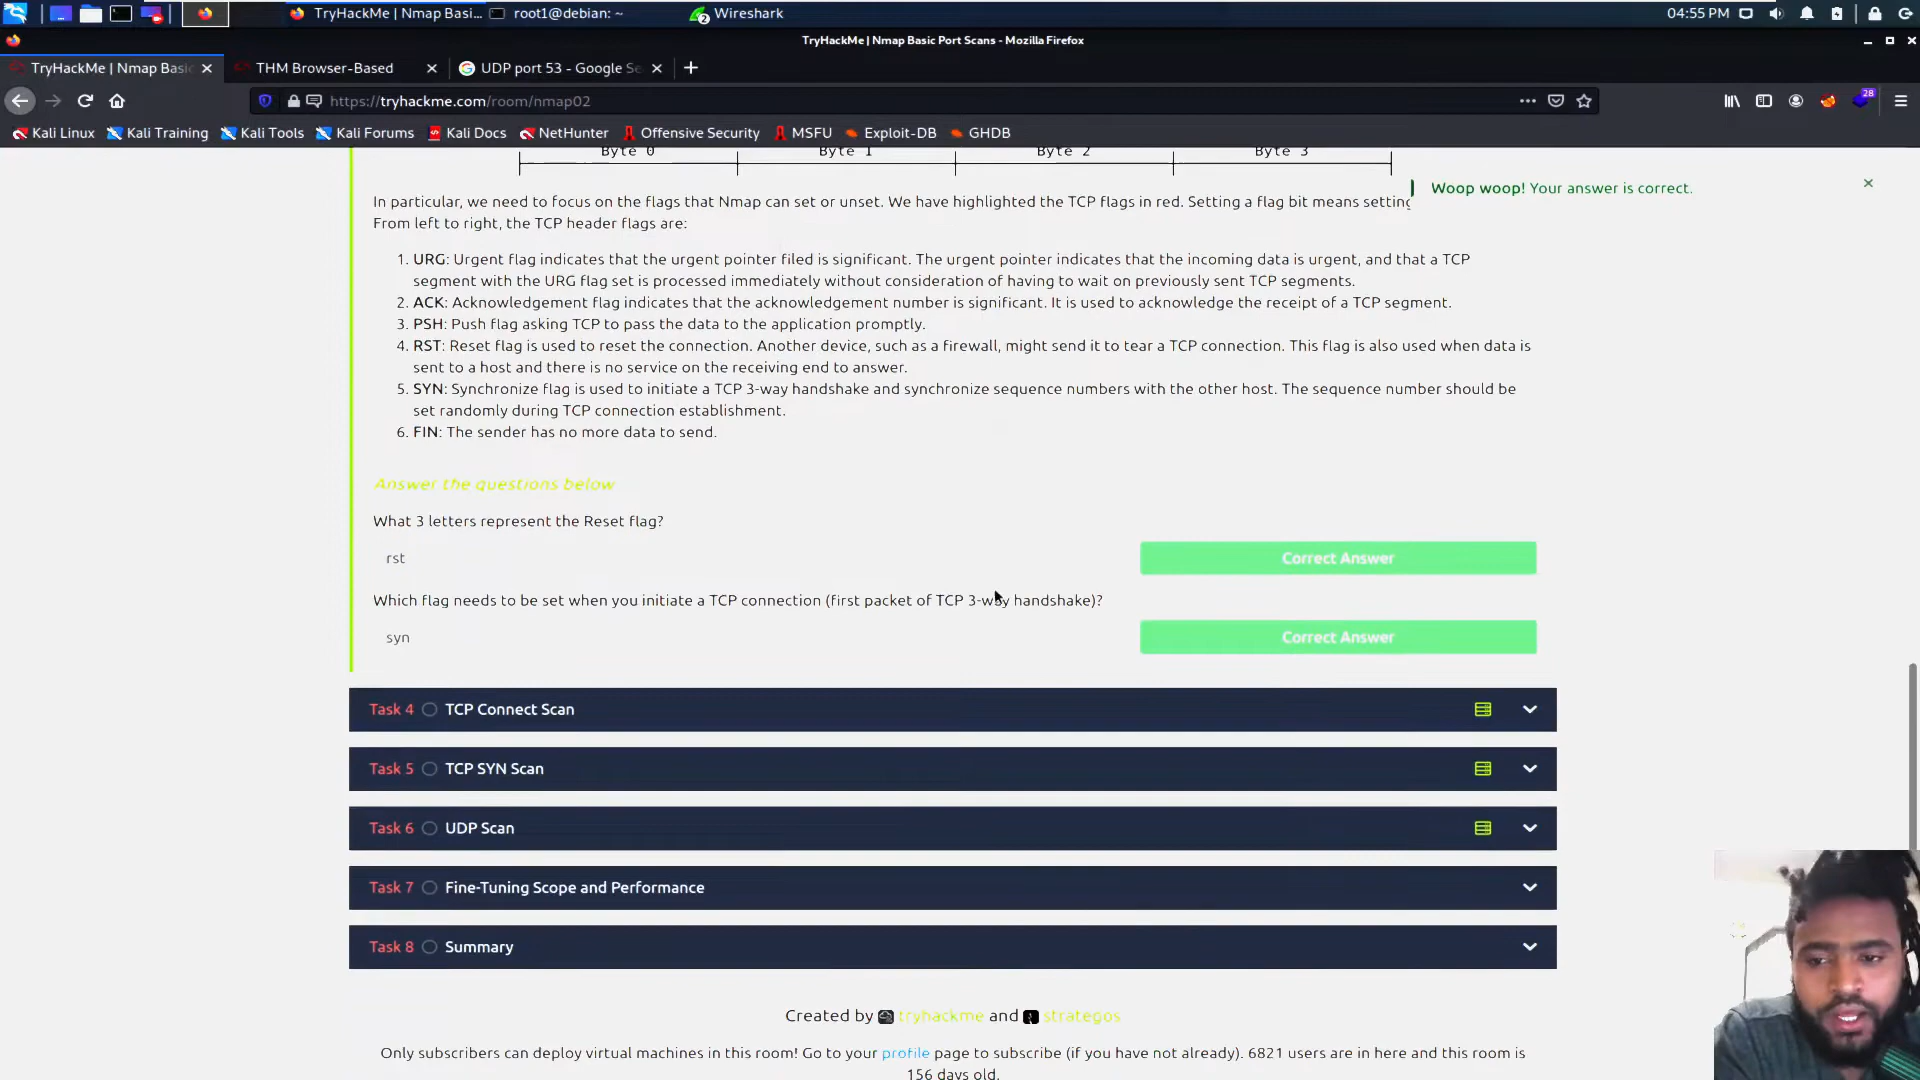 TryHackMe | Nmap Basi...
root1@debian: ~
2
Wireshark
04:55 PM
TryHackMe | Nmap Basic Port Scans - Mozilla Firefox
TryHackMe | Nmap Basic
THM Browser-Based
UDP port 53 - Google Se
https://tryhackme.com/room/nmap02
28
Kali Linux
Kali Training
Kali Tools
Kali Forums
Kali Docs
NetHunter
Offensive Security
MSFU
Exploit-DB
GHDB
Byte 0
Byte 1
Byte 2
Byte 3
Woop woop! Your answer is correct.
In particular, we need to focus on the flags that Nmap can set or unset. We have highlighted the TCP flags in red. Setting a flag bit means setting
From left to right, the TCP header flags are:
1. URG: Urgent flag indicates that the urgent pointer filed is significant. The urgent pointer indicates that the incoming data is urgent, and that a TCP
segment with the URG flag set is processed immediately without consideration of having to wait on previously sent TCP segments.
2. ACK: Acknowledgement flag indicates that the acknowledgement number is significant. It is used to acknowledge the receipt of a TCP segment.
3. PSH: Push flag asking TCP to pass the data to the application promptly.
4. RST: Reset flag is used to reset the connection. Another device, such as a firewall, might send it to tear a TCP connection. This flag is also used when data is
sent to a host and there is no service on the receiving end to answer.
5. SYN: Synchronize flag is used to initiate a TCP 3-way handshake and synchronize sequence numbers with the other host. The sequence number should be
set randomly during TCP connection establishment.
6. FIN: The sender has no more data to send.
Answer the questions below
What 3 letters represent the Reset flag?
rst
Correct Answer
Which flag needs to be set when you initiate a TCP connection (first packet of TCP 3-way handshake)?
syn
Correct Answer
Task 4 TCP Connect Scan
Task 5 TCP SYN Scan
Task 6 UDP Scan
Task 7 Fine-Tuning Scope and Performance
Task 8 Summary
Created by tryhackme and strategos
Only subscribers can deploy virtual machines in this room! Go to your profile page to subscribe (if you have not already). 6821 users are in here and this room is
156 days old.